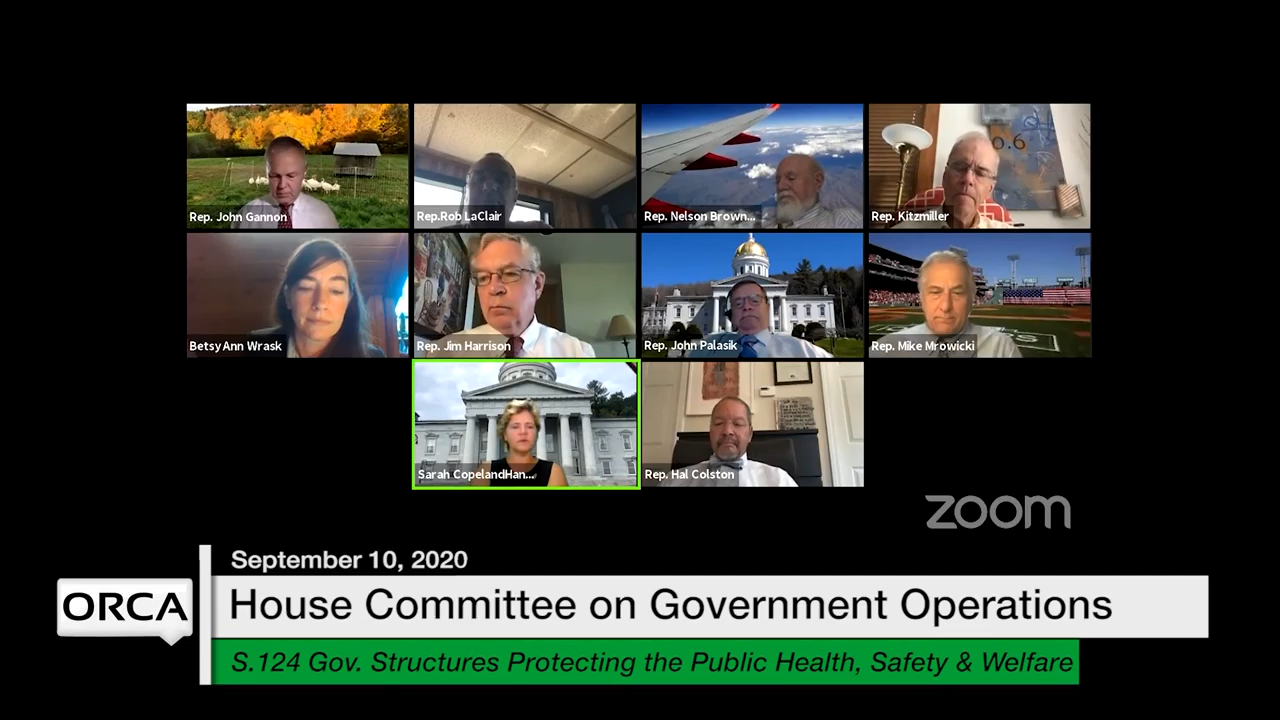 Rep. John Gannon
Rep.Rob LaClair
Rep. Nelson Brown...
Rep. Kitzmiller
o.6
Betsy Ann Wrask
Rep. Jim Harrison
Rep. John Palasik
Rep. Mike Mrowicki
Sarah CopelandHan...
Rep. Hal Colston
zoom
September 10, 2020
ORCA
House Committee on Government Operations
S.124 Gov. Structures Protecting the Public Health, Safety & Welfare